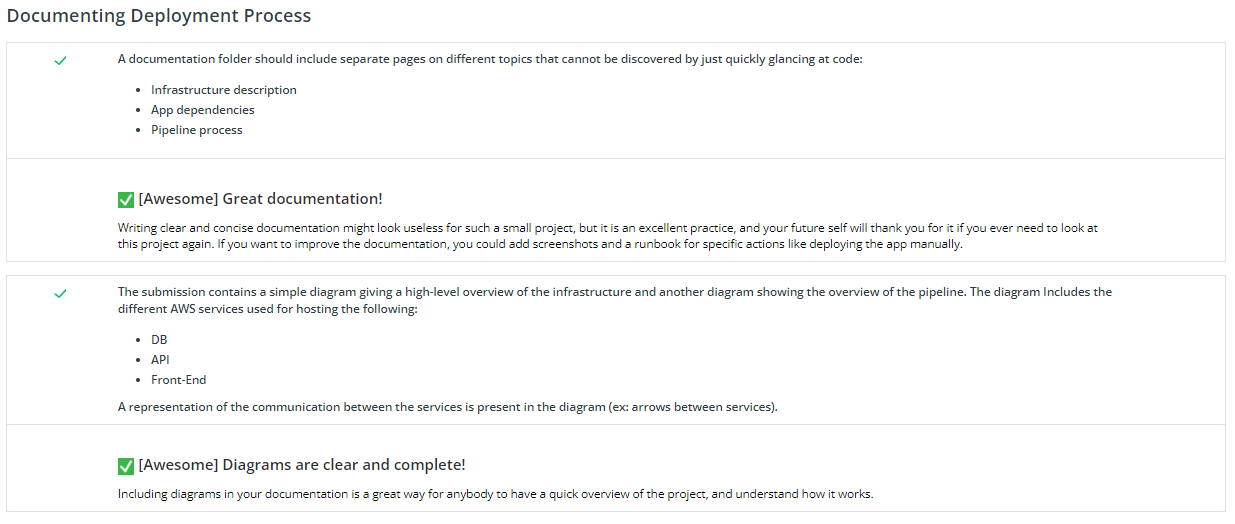 Documenting Deployment Process
A documentation folder should include separate pages on different topics that cannot be discovered by just quickly glancing at code:
• Infrastructure description
• App dependencies
• Pipeline process
✅ [Awesome] Great documentation!
Writing clear and concise documentation might look useless for such a small project, but it is an excellent practice, and your future self will thank you for it if you ever need to look at
this project again. If you want to improve the documentation, you could add screenshots and a runbook for specific actions like deploying the app manually.
The submission contains a simple diagram giving a high-level overview of the infrastructure and another diagram showing the overview of the pipeline. The diagram Includes the
different AWS services used for hosting the following:
• DB
• API
• Front-End
A representation of the communication between the services is present in the diagram (ex: arrows between services).
✅ [Awesome] Diagrams are clear and complete!
Including diagrams in your documentation is a great way for anybody to have a quick overview of the project, and understand how it works.